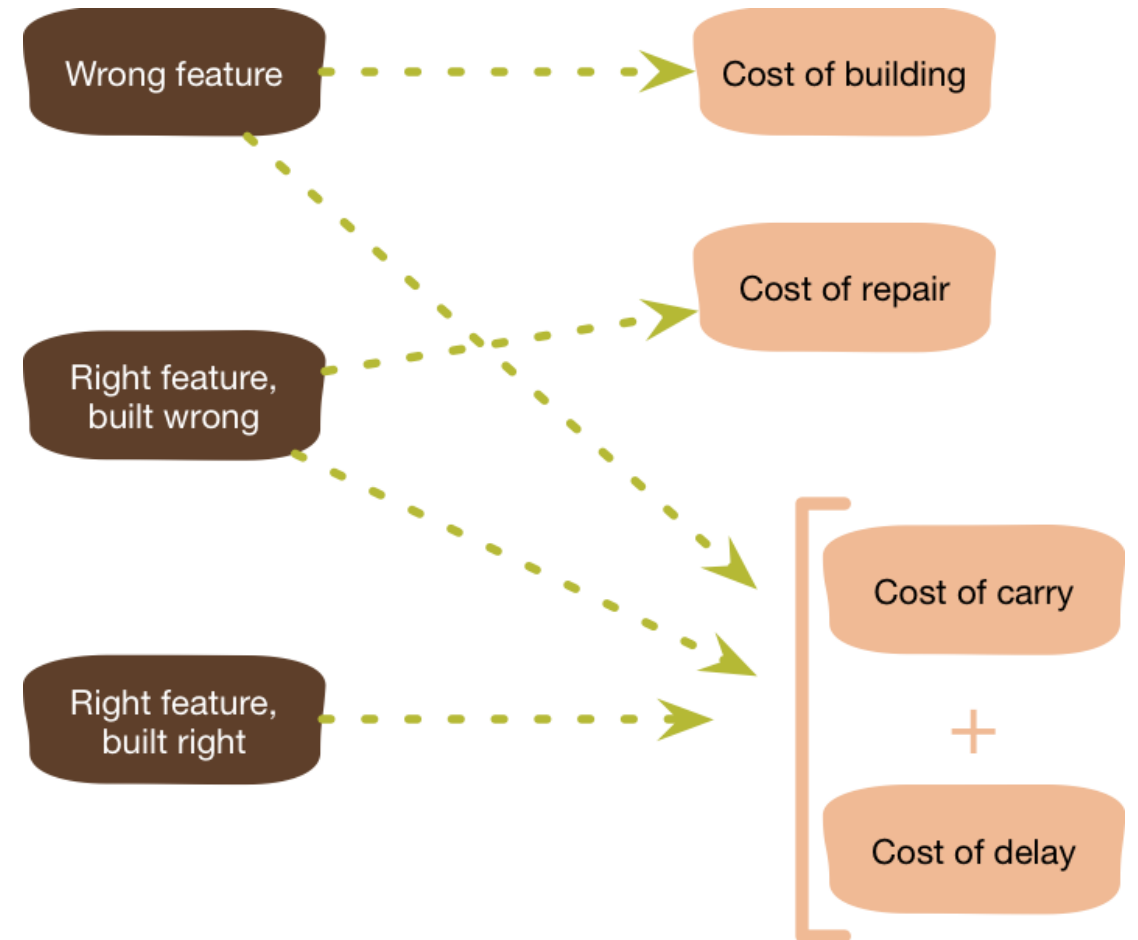 Wrong feature
Cost of building
Cost of repair
Right feature,
built wrong
Cost of carry
Right feature,
built right
+
Cost of delay